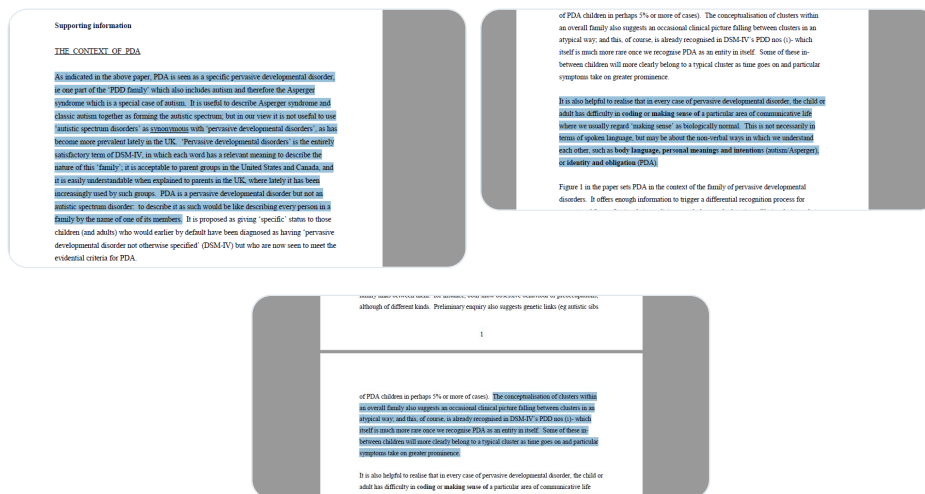 Supporting information
THE CONTEXT OF PDA
As indicated in the above paper, PDA is seen as a specific pervasive developmental disorder,
ie one part of the ‘PDD family’ which also includes autism and therefore the Asperger
syndrome which is a special case of autism. It is useful to describe Asperger syndrome and
classic autism together as forming the autistic spectrum; but in our view it is not useful to use
‘autistic spectrum disorders’ as synonymous with ‘pervasive developmental disorders’, as has
become more prevalent lately in the UK. ‘Pervasive developmental disorders’ is the entirely
satisfactory term of DSM-IV, in which each word has a relevant meaning to describe the
nature of this ‘family’; it is acceptable to parent groups in the United States and Canada, and
it is easily understandable when explained to parents in the UK, where lately it has been
increasingly used by such groups. PDA is a pervasive developmental disorder but not an
autistic spectrum disorder: to describe it as such would be like describing every person in a
family by the name of one of its members. It is proposed as giving ‘specific’ status to those
children (and adults) who would earlier by default have been diagnosed as having ‘pervasive
developmental disorder not otherwise specified’ (DSM-IV) but who are now seen to meet the
evidential criteria for PDA.
of PDA children in perhaps 5% or more of cases). The conceptualisation of clusters within
an overall family also suggests an occasional clinical picture falling between clusters in an
atypical way; and this, of course, is already recognised in DSM-IV’s PDD nos (1)- which
itself is much more rare once we recognise PDA as an entity in itself. Some of these in-
between children will more clearly belong to a typical cluster as time goes on and particular
symptoms take on greater prominence.
It is also helpful to realise that in every case of pervasive developmental disorder, the child or
adult has difficulty in coding or making sense of a particular area of communicative life
where we usually regard ‘making sense’ as biologically normal. This is not necessarily in
terms of spoken language, but may be about the non-verbal ways in which we understand
each other, such as body language, personal meanings and intentions (autism/Asperger),
or identity and obligation (PDA).
Figure 1 in the paper sets PDA in the context of the family of pervasive developmental
disorders. It offers enough information to trigger a differential recognition process for
although of different kinds. Preliminary enquiry also suggests genetic links (eg autistic sibs
1
of PDA children in perhaps 5% or more of cases). The conceptualisation of clusters within
an overall family also suggests an occasional clinical picture falling between clusters in an
atypical way; and this, of course, is already recognised in DSM-IV’s PDD nos (1)- which
itself is much more rare once we recognise PDA as an entity in itself. Some of these in-
between children will more clearly belong to a typical cluster as time goes on and particular
symptoms take on greater prominence.
It is also helpful to realise that in every case of pervasive developmental disorder, the child or
adult has difficulty in coding or making sense of a particular area of communicative life